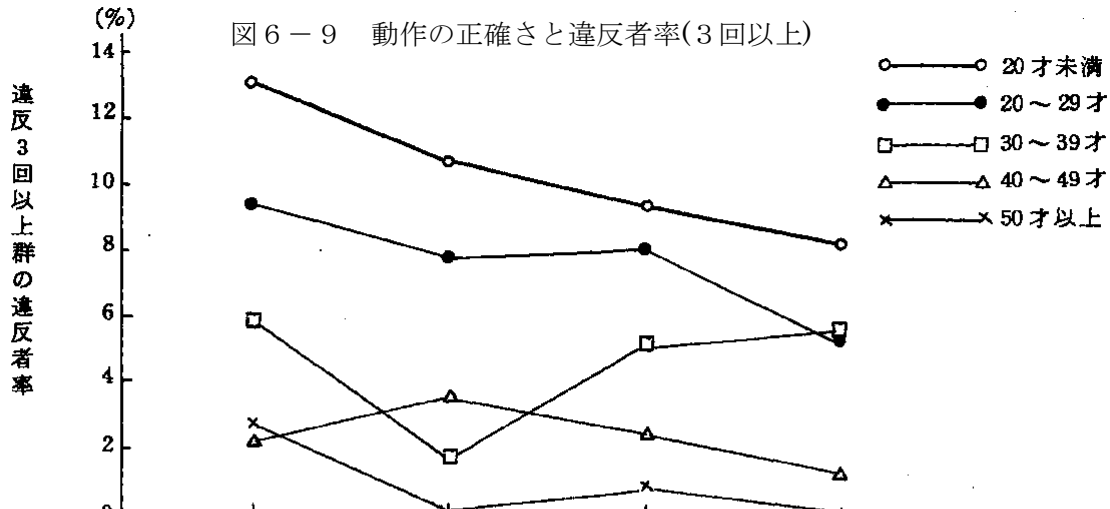 (%)
図6－9 動作の正確さと違反者率(3回以上)
14
12
10
8
6
4
2
0
違反3回以上群の違反者率
20才未満
20～29才
30～39才
40～49才
50才以上